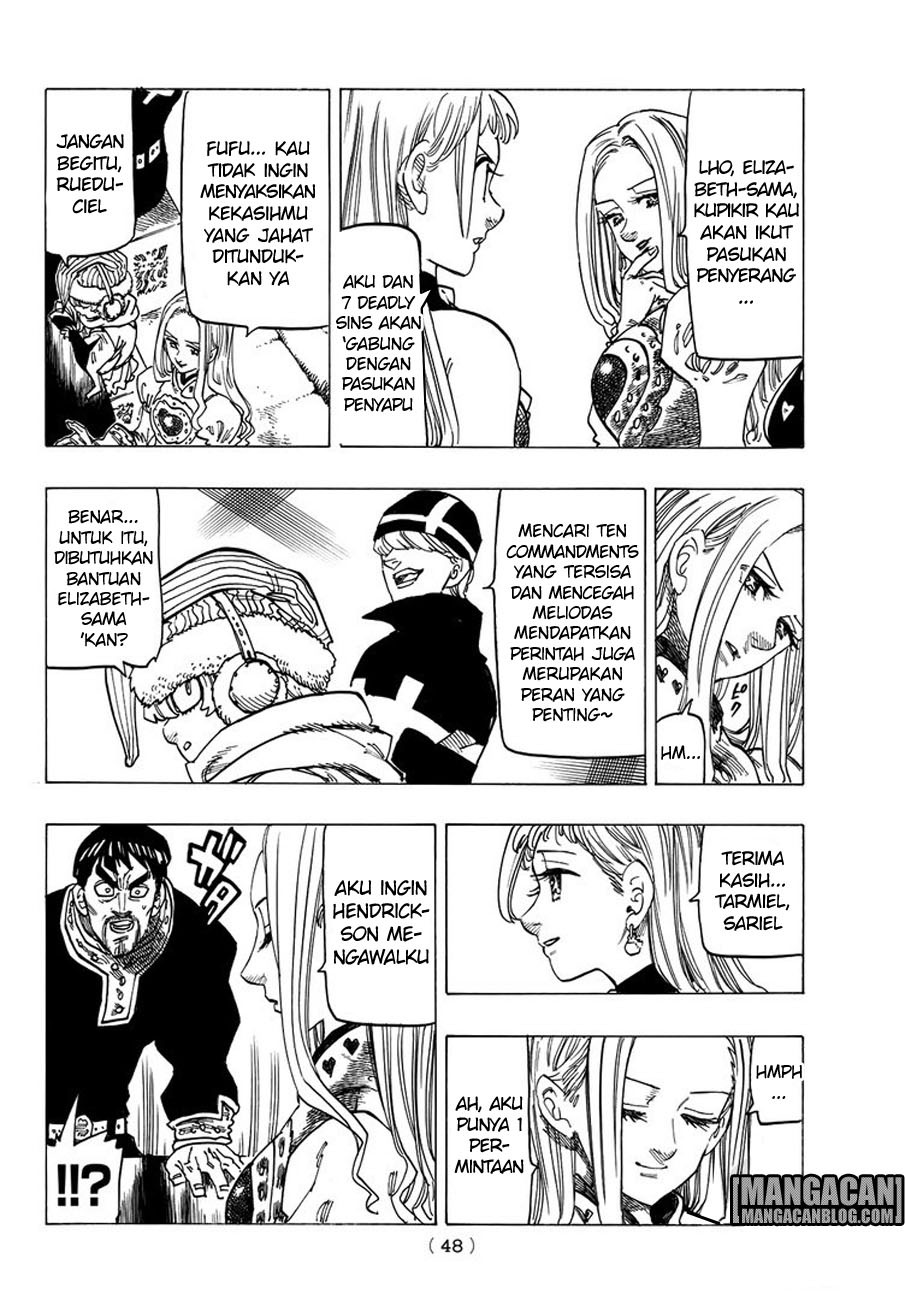 LHO, ELIZA-
BETH-SAMA,
KUPIKIR KAU
AKAN IKUT
PASUKAN
PENYERANG
...
AKU DAN
7 DEADLY
SINS AKAN
'GABUNG
DENGAN
PASUKAN
PENYAPU
FUFU... KAU
TIDAK INGIN
MENYAKSIKAN
KEKASIHMU
YANG JAHAT
DITUNDUK-
KAN YA
JANGAN
BEGITU,
RUEDU-
CIEL
ピク
HM...
MENCARI TEN
COMMANDMENTS
YANG TERSISA
DAN MENCEGAH
MELIODAS
MENDAPATKAN
PERINTAH JUGA
MERUPAKAN
PERAN YANG
PENTING~
BENAR...
UNTUK ITU,
DIBUTUHKAN
BANTUAN
ELIZABETH-
SAMA
'KAN?
TERIMA
KASIH...
TARMIEL,
SARIEL
HMPH
...
AH, AKU
PUNYA 1
PER-
MINTAAN
AKU INGIN
HENDRICK-
SON ME-
NGAWALKU
!!?
[MANGACAN]
MANGACANBLOG.COM
( 48 )